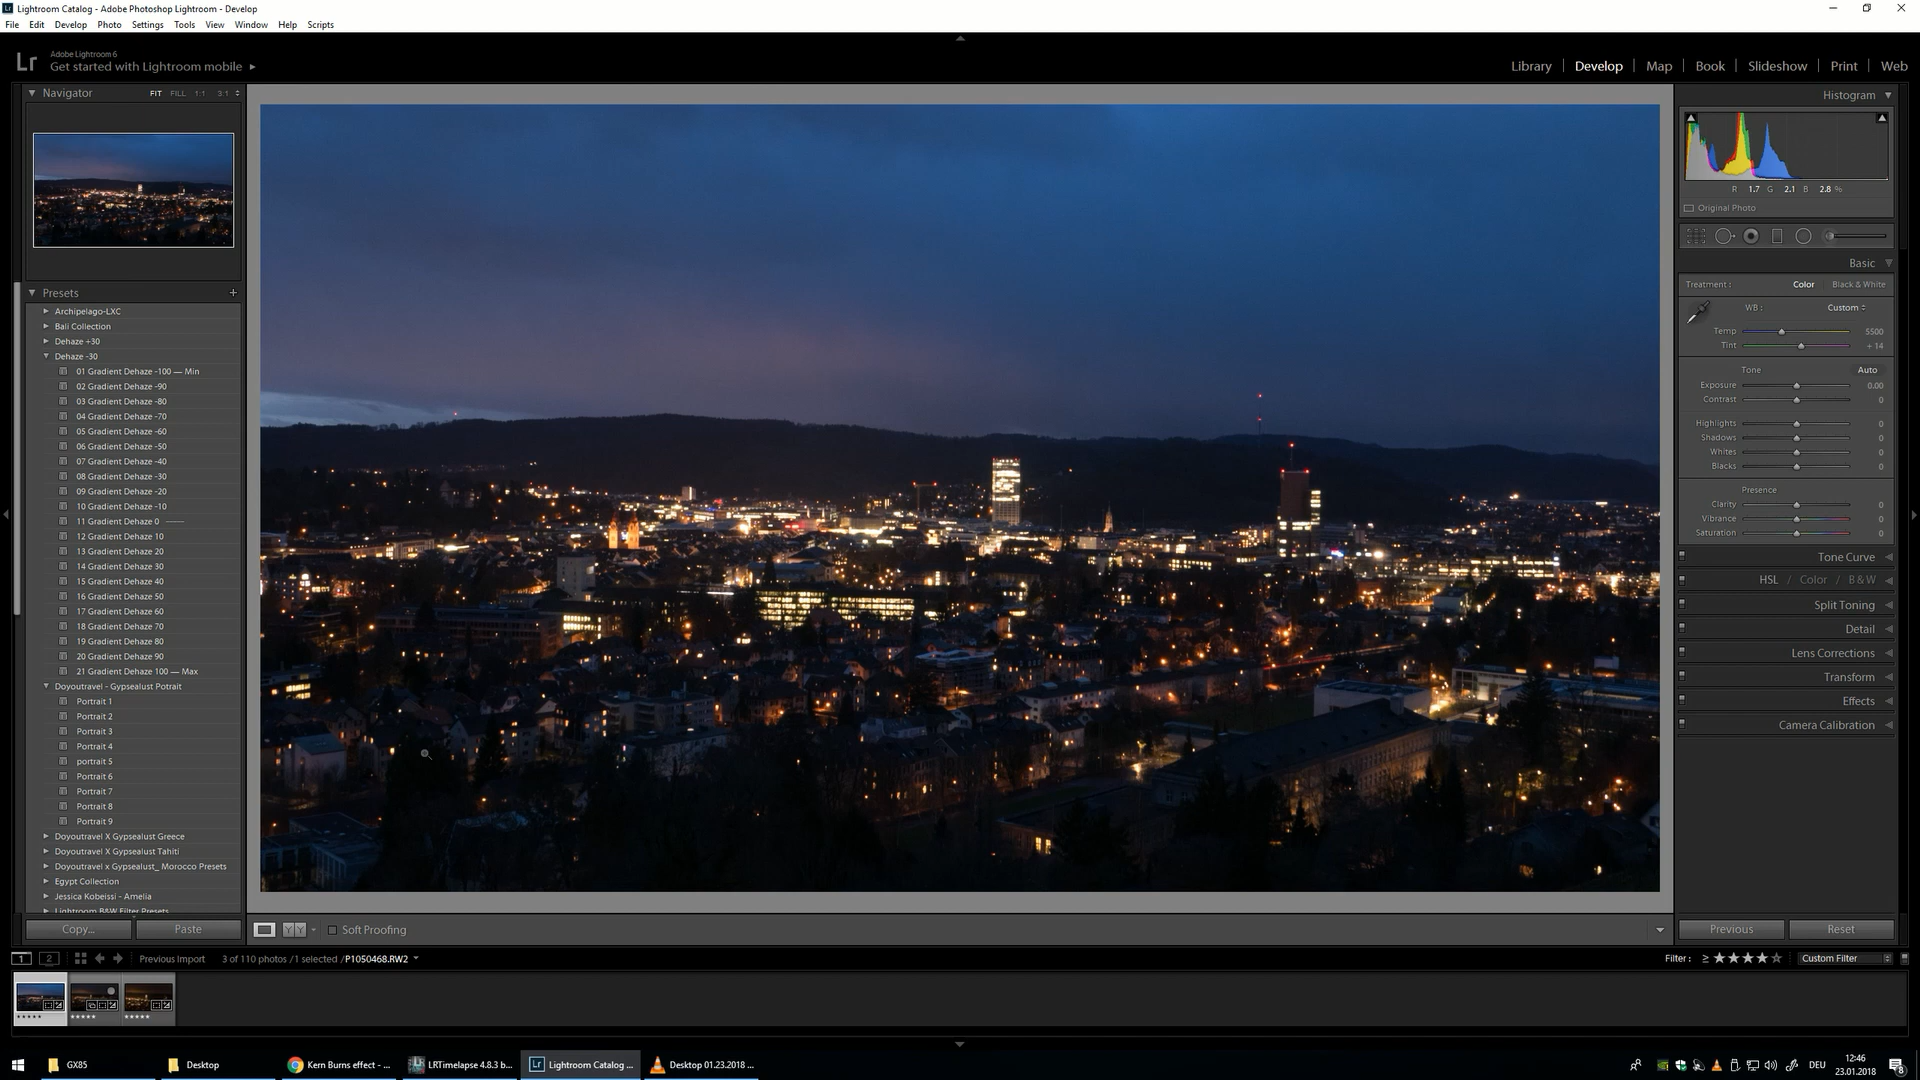 Lightroom Catalog - Adobe Photoshop Lightroom - Develop
File Edit Develop Photo Settings Tools View Window Help Scripts
Lr
Adobe Lightroom 6
Get started with Lightroom mobile
Library Develop Map Book Slideshow Print Web
Navigator FIT FILL 1:1 3:1
Presets +
Archipelago-LXC
Bali Collection
Dehaze +30
Dehaze -30
01 Gradient Dehaze -100 — Min
02 Gradient Dehaze -90
03 Gradient Dehaze -80
04 Gradient Dehaze -70
05 Gradient Dehaze -60
06 Gradient Dehaze -50
07 Gradient Dehaze -40
08 Gradient Dehaze -30
09 Gradient Dehaze -20
10 Gradient Dehaze -10
11 Gradient Dehaze 0 ——
12 Gradient Dehaze 10
13 Gradient Dehaze 20
14 Gradient Dehaze 30
15 Gradient Dehaze 40
16 Gradient Dehaze 50
17 Gradient Dehaze 60
18 Gradient Dehaze 70
19 Gradient Dehaze 80
20 Gradient Dehaze 90
21 Gradient Dehaze 100 — Max
Doyoutravel - Gypsealust Potrait
Portrait 1
Portrait 2
Portrait 3
Portrait 4
portrait 5
Portrait 6
Portrait 7
Portrait 8
Portrait 9
Doyoutravel X Gypsealust Greece
Doyoutravel X Gypsealust Tahiti
Doyoutravel x Gypsealust_ Morocco Presets
Egypt Collection
Jessica Kobeissi - Amelia
Lightroom B&W Filter Presets
Copy... Paste
Histogram
R 1.7 G 2.1 B 2.8 %
Original Photo
Basic
Treatment : Color Black & White
WB : Custom
Temp 5500
Tint + 14
Tone Auto
Exposure 0.00
Contrast 0
Highlights 0
Shadows 0
Whites 0
Blacks 0
Presence
Clarity 0
Vibrance 0
Saturation 0
Tone Curve
HSL / Color / B & W
Split Toning
Detail
Lens Corrections
Transform
Effects
Camera Calibration
Previous Reset
Y Y Soft Proofing
1 2 Previous Import 3 of 110 photos / 1 selected / P1050468.RW2
Filter : ≥ ★★★★☆ Custom Filter
★★★★★ ★★★★★ ★★★★★
GX85
Desktop
Kern Burns effect - ...
LRTimelapse 4.8.3 b...
Lightroom Catalog ...
Desktop 01.23.2018 ...
DEU
12:46
23.01.2018
8